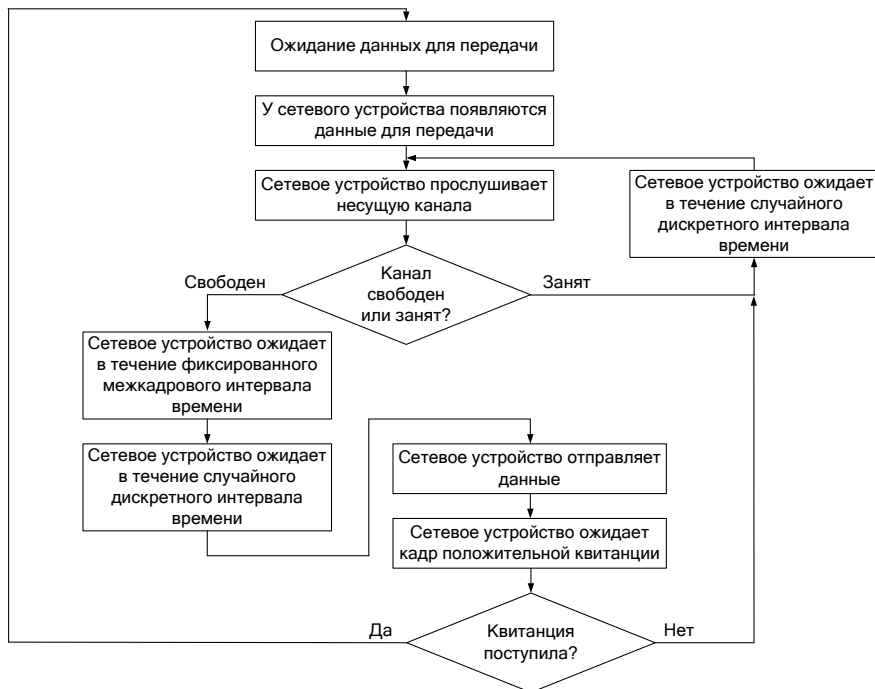 Ожидание данных для передачи
У сетевого устройства появляются
данные для передачи
Сетевое устройство прослушивает
несущую канала
Сетевое устройство ожидает
в течение случайного
дискретного интервала
времени
Канал
свободен
или занят?
Свободен
Занят
Сетевое устройство ожидает
в течение фиксированного
межкадрового интервала
времени
Сетевое устройство ожидает
в течение случайного
дискретного интервала
времени
Сетевое устройство отправляет
данные
Сетевое устройство ожидает
кадр положительной квитанции
Квитанция
поступила?
Да
Нет